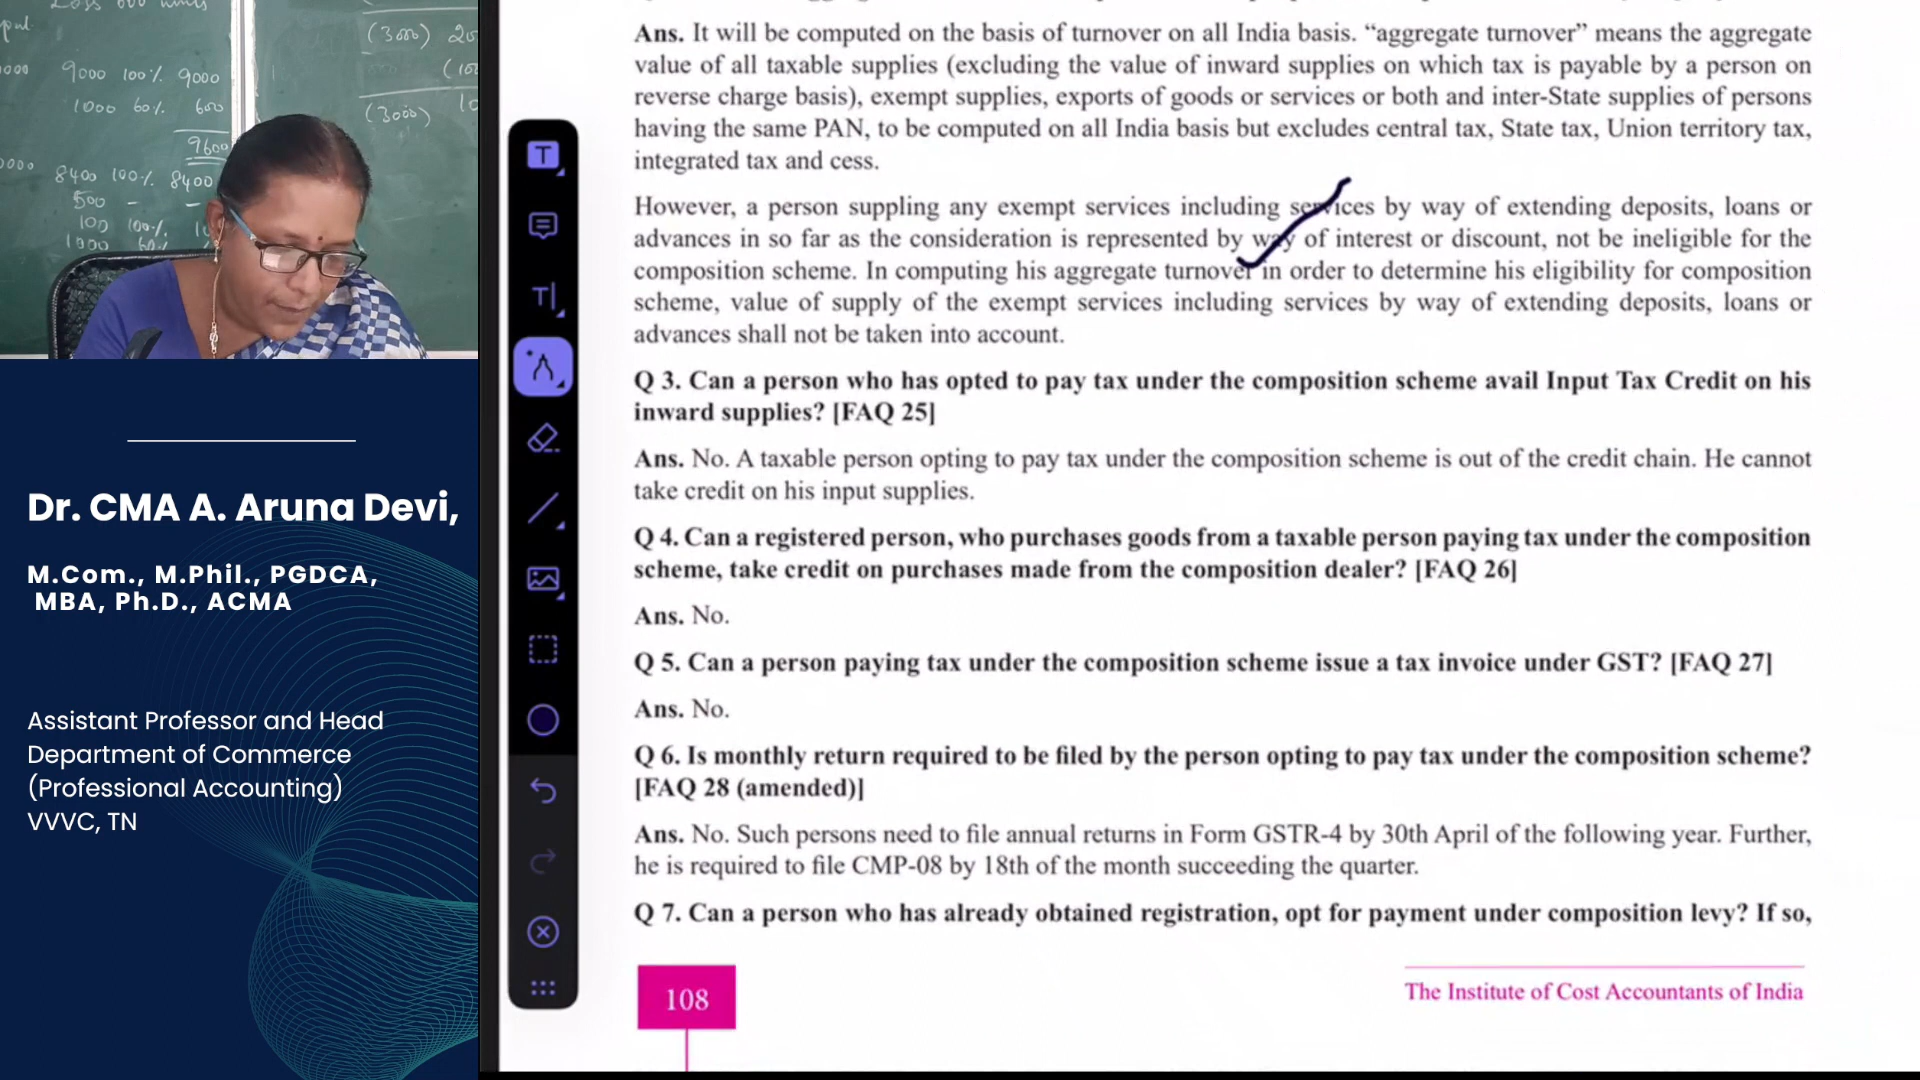 Loss 600 units
9000 100% 9000
1000 60% 600
9600
8400 100% 8400
500 - -
100 100%
1000 60%
(3000)
(3000)
Dr. CMA A. Aruna Devi,
M.Com., M.Phil., PGDCA,
MBA, Ph.D., ACMA
Assistant Professor and Head
Department of Commerce
(Professional Accounting)
VVVC, TN
T
T
Ans. It will be computed on the basis of turnover on all India basis. “aggregate turnover” means the aggregate
value of all taxable supplies (excluding the value of inward supplies on which tax is payable by a person on
reverse charge basis), exempt supplies, exports of goods or services or both and inter-State supplies of persons
having the same PAN, to be computed on all India basis but excludes central tax, State tax, Union territory tax,
integrated tax and cess.
However, a person suppling any exempt services including services by way of extending deposits, loans or
advances in so far as the consideration is represented by way of interest or discount, not be ineligible for the
composition scheme. In computing his aggregate turnover in order to determine his eligibility for composition
scheme, value of supply of the exempt services including services by way of extending deposits, loans or
advances shall not be taken into account.
Q 3. Can a person who has opted to pay tax under the composition scheme avail Input Tax Credit on his
inward supplies? [FAQ 25]
Ans. No. A taxable person opting to pay tax under the composition scheme is out of the credit chain. He cannot
take credit on his input supplies.
Q 4. Can a registered person, who purchases goods from a taxable person paying tax under the composition
scheme, take credit on purchases made from the composition dealer? [FAQ 26]
Ans. No.
Q 5. Can a person paying tax under the composition scheme issue a tax invoice under GST? [FAQ 27]
Ans. No.
Q 6. Is monthly return required to be filed by the person opting to pay tax under the composition scheme?
[FAQ 28 (amended)]
Ans. No. Such persons need to file annual returns in Form GSTR-4 by 30th April of the following year. Further,
he is required to file CMP-08 by 18th of the month succeeding the quarter.
Q 7. Can a person who has already obtained registration, opt for payment under composition levy? If so,
108
The Institute of Cost Accountants of India